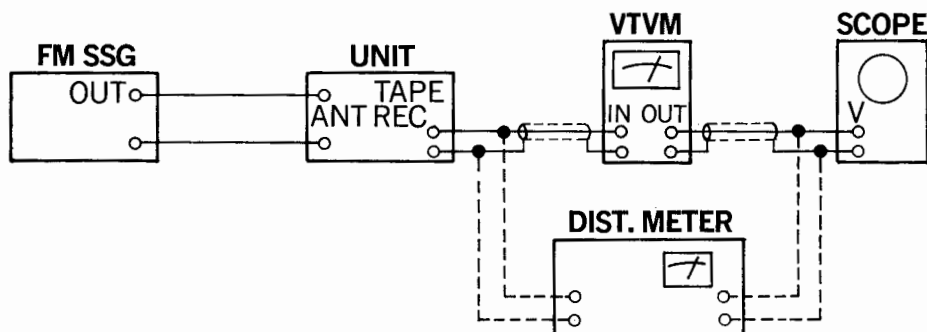 FM SSG
OUT
UNIT
TAPE
ANT REC
VTVM
IN OUT
SCOPE
V
DIST. METER